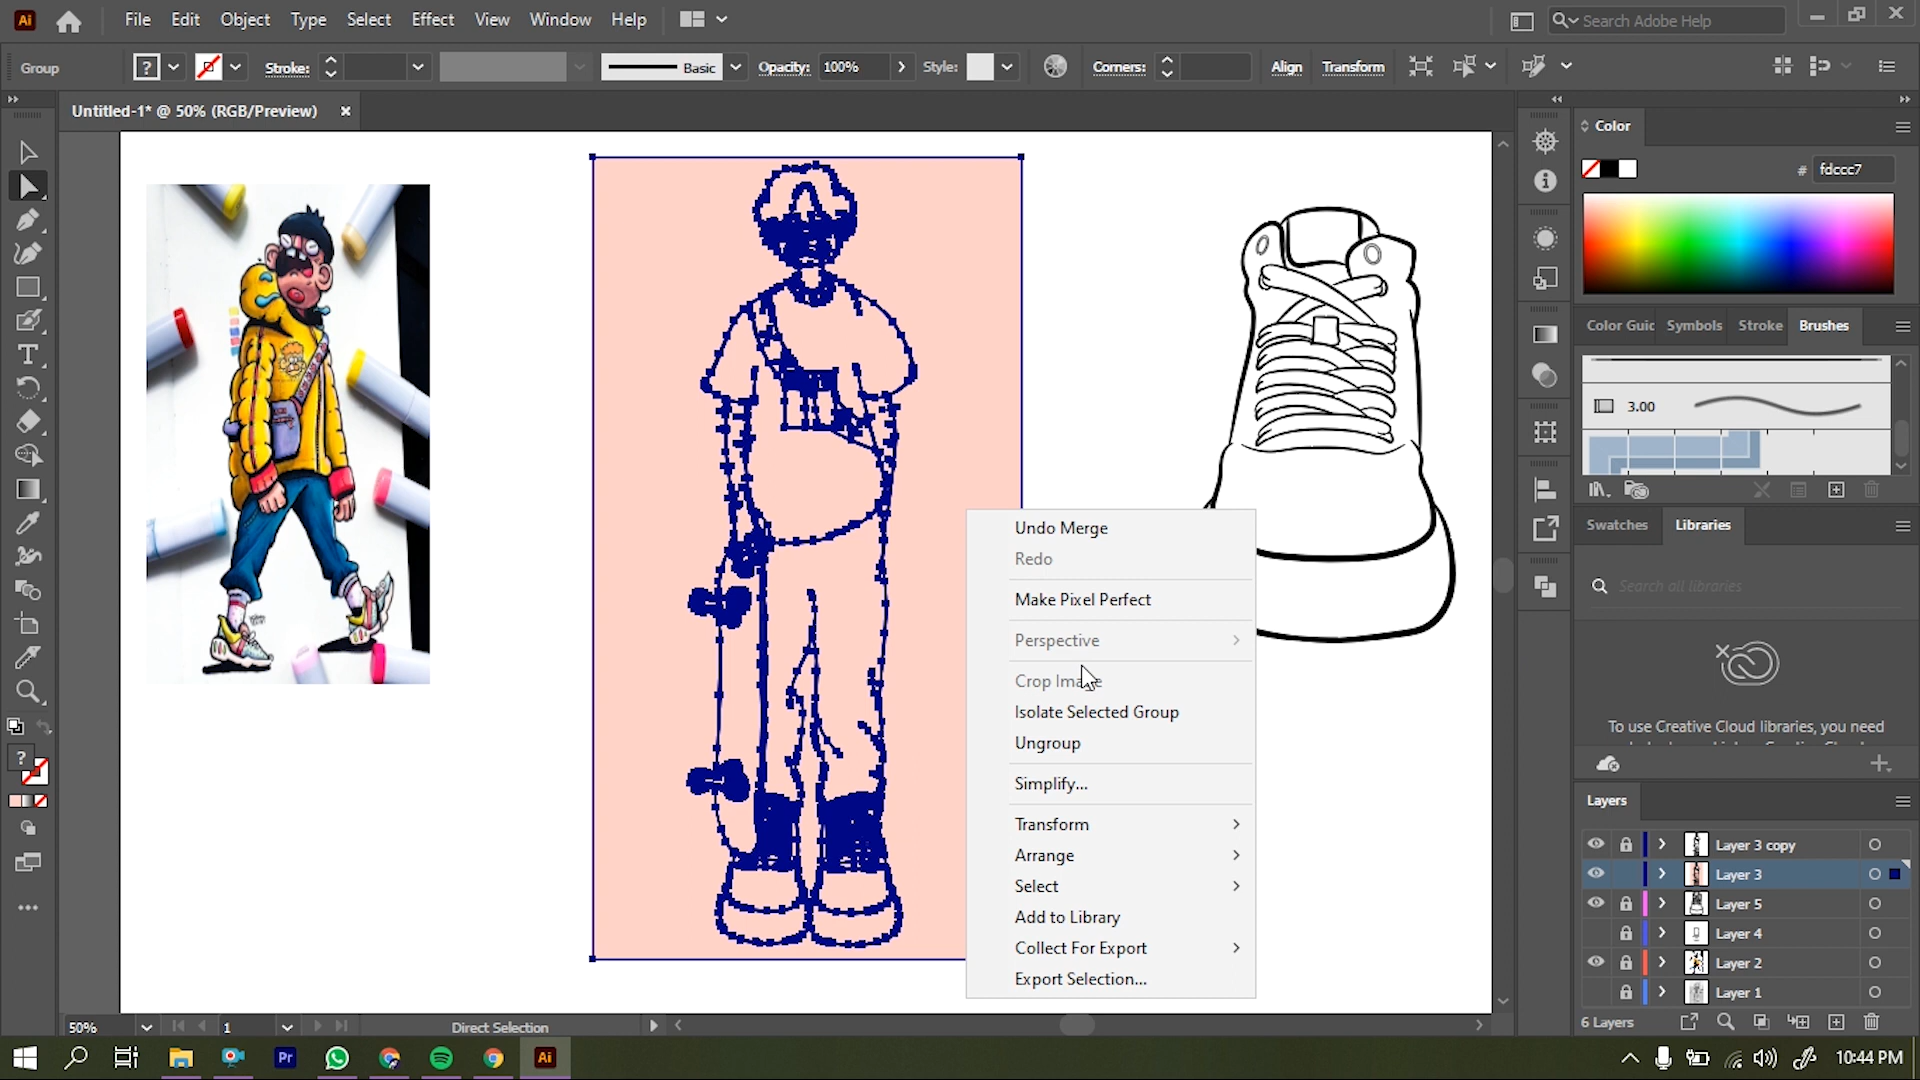 Ai File Edit Object Type Select Effect View Window Help Search Adobe Help
Group ? Stroke: Basic Opacity: 100% Style: Corners: Align Transform
Untitled-1* @ 50% (RGB/Preview)
Color
# fdccc7
Color Guic Symbols Stroke Brushes
3.00
Swatches Libraries
Search all libraries
To use Creative Cloud libraries, you need
Undo Merge
Redo
Make Pixel Perfect
Perspective
Crop Image
Isolate Selected Group
Ungroup
Simplify...
Transform
Arrange
Select
Add to Library
Collect For Export
Export Selection...
Layers
Layer 3 copy
Layer 3
Layer 5
Layer 4
Layer 2
Layer 1
6 Layers
?
50% 1 Direct Selection
Pr Ai 10:44 PM